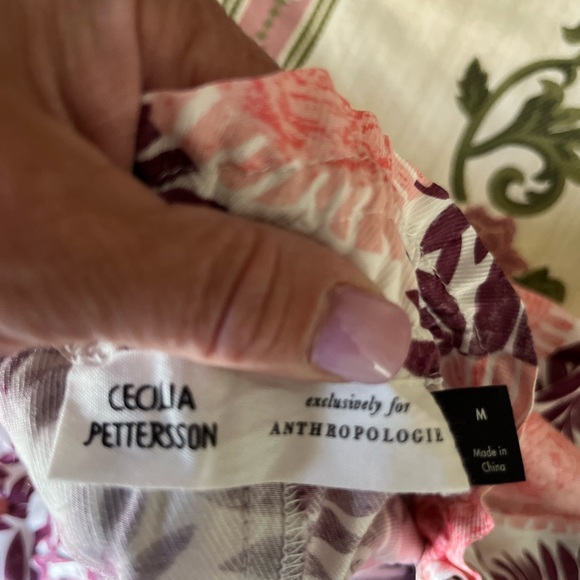 CECILIA
PETTERSSON
exclusively for
ANTHROPOLOGIE
M
Made in
China